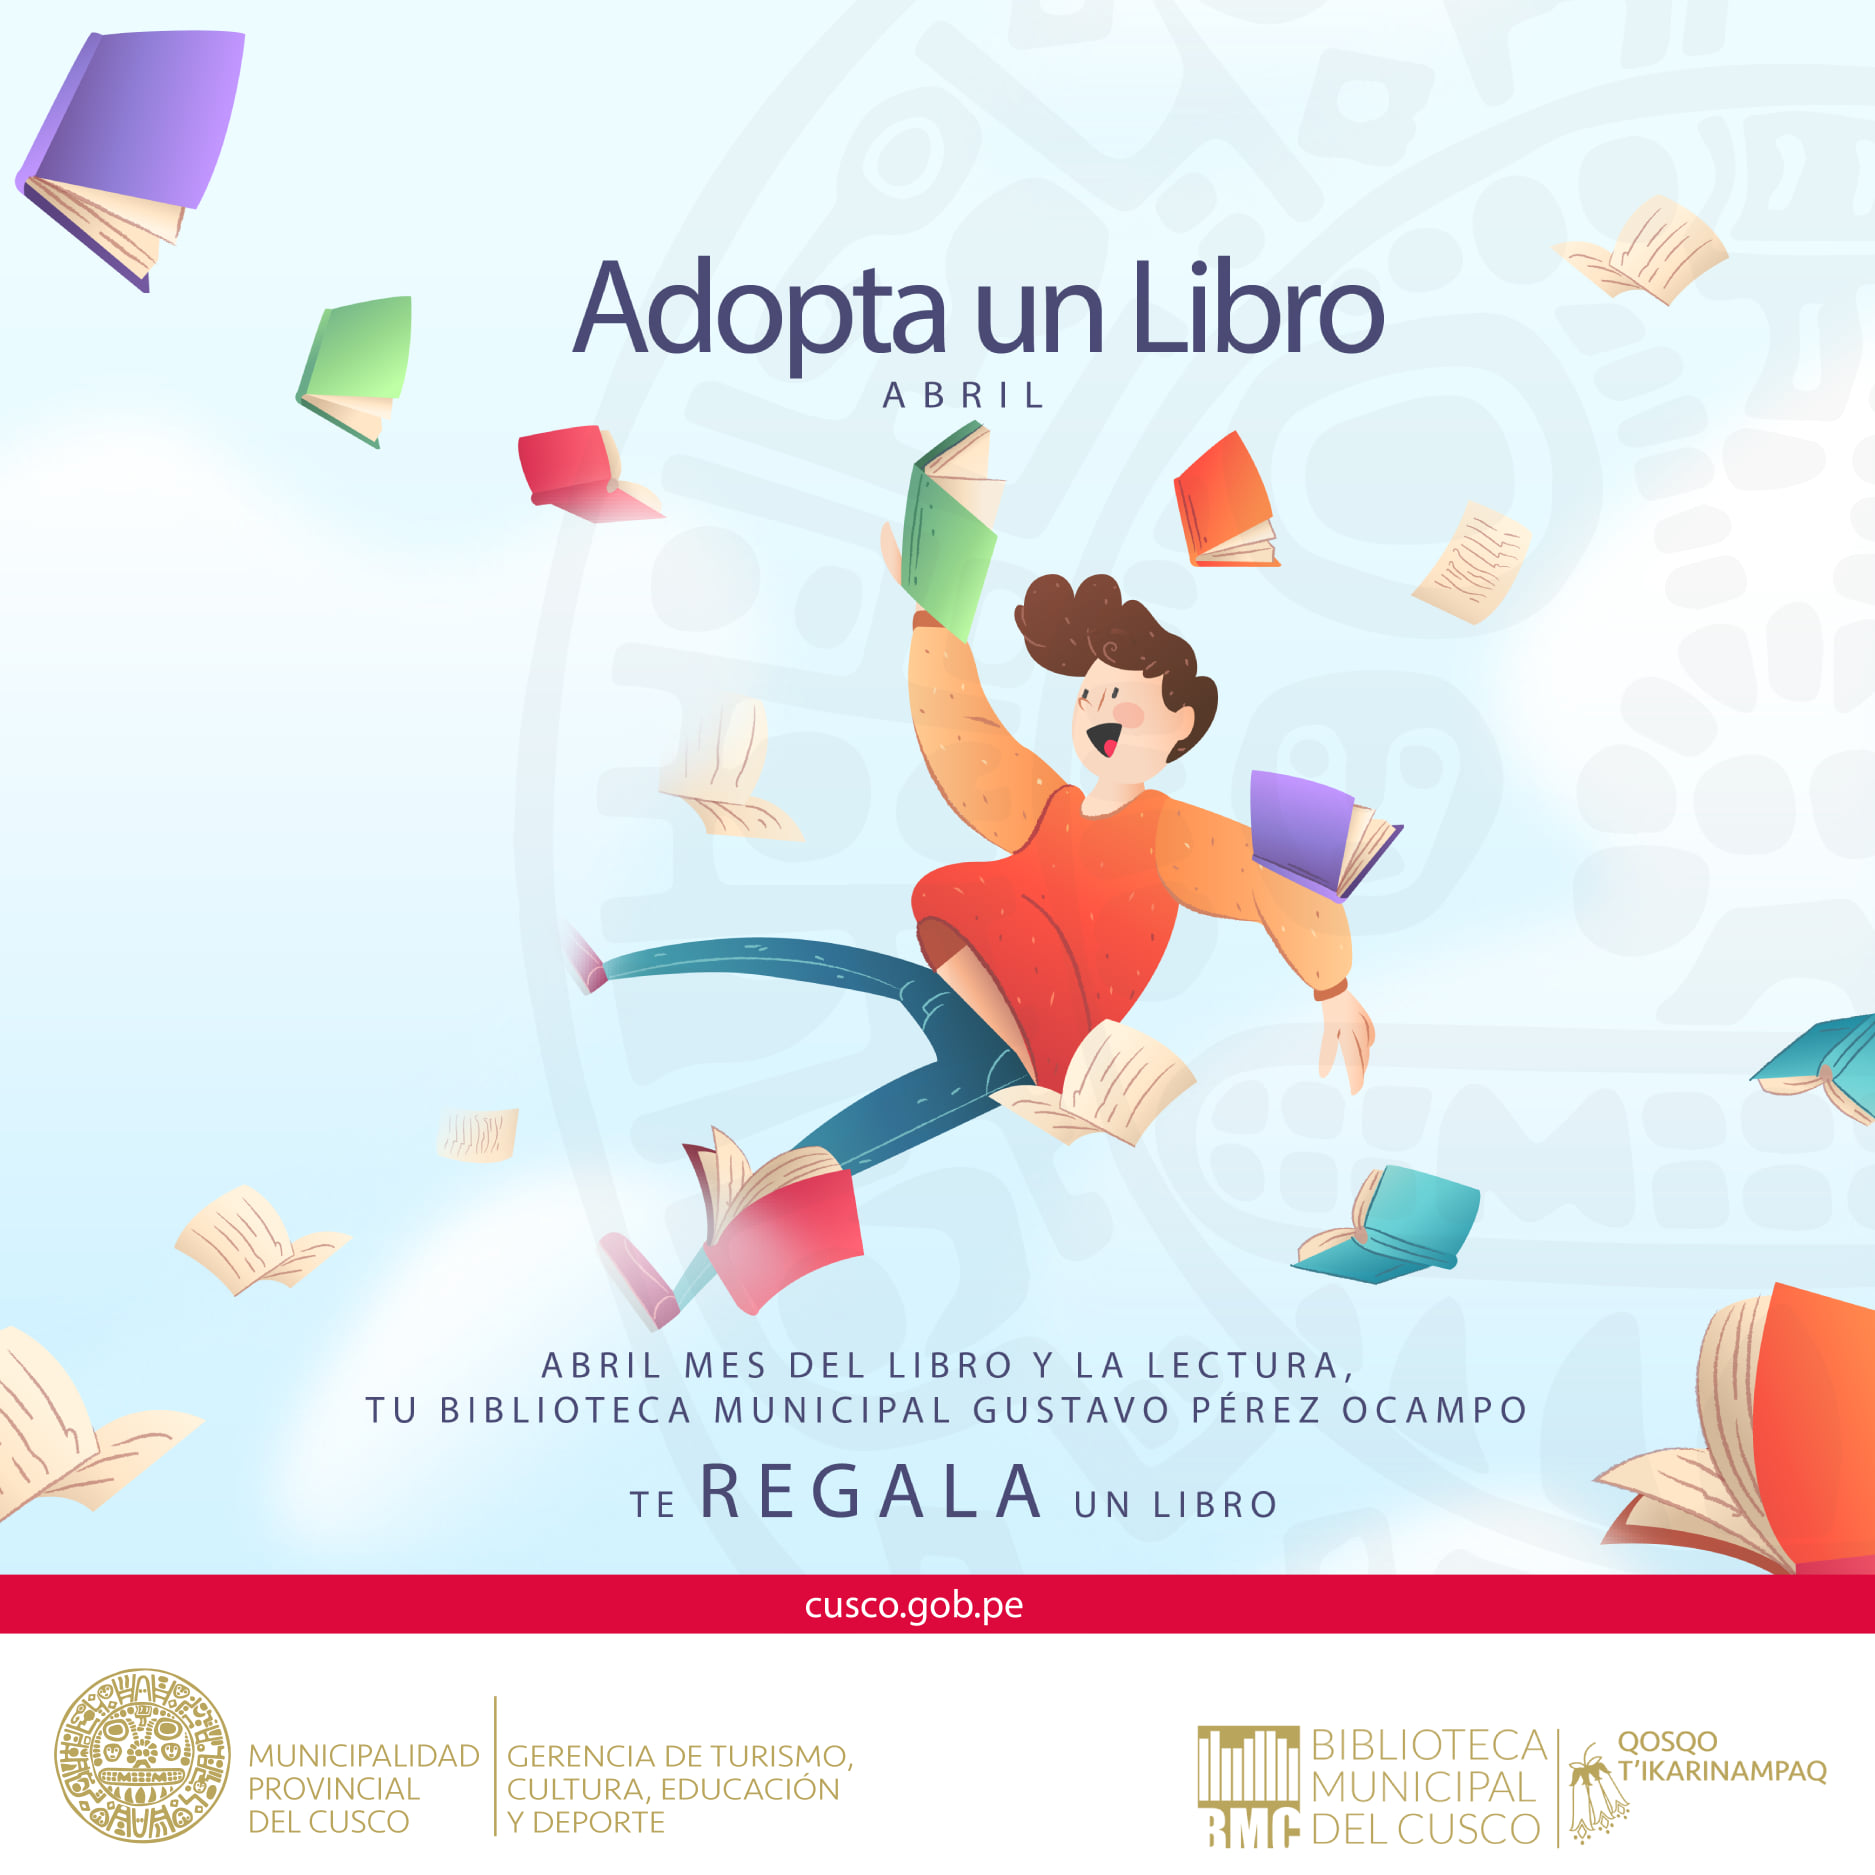 Adopta un Libro
ABRIL
ABRIL MES DEL LIBRO Y LA LECTURA,
TU BIBLIOTECA MUNICIPAL GUSTAVO PÉREZ OCAMPO
TE REGALA UN LIBRO
cusco.gob.pe
MUNICIPALIDAD
PROVINCIAL
DEL CUSCO
GERENCIA DE TURISMO,
CULTURA, EDUCACIÓN
Y DEPORTE
BMC
BIBLIOTECA
MUNICIPAL
DEL CUSCO
QOSQO
T'IKARINAMPAQ